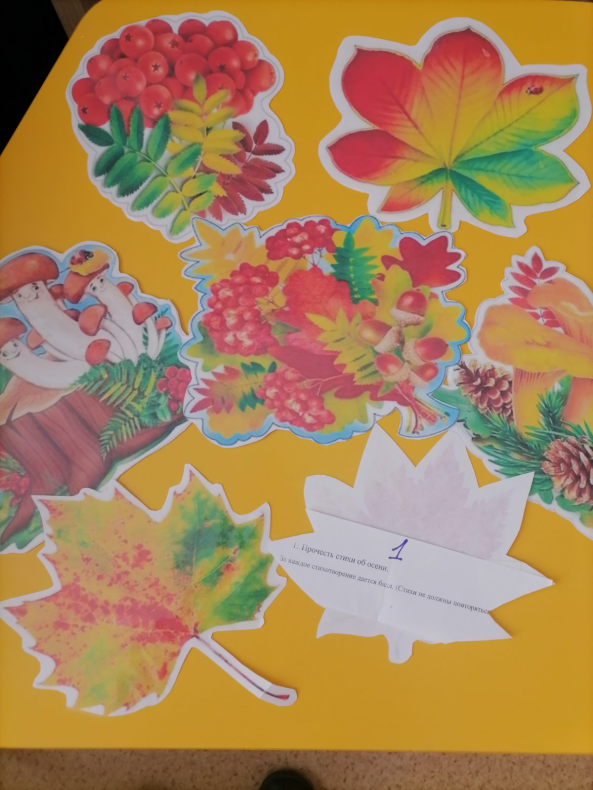 1
1. Прочесть стихи об осени.
За каждое стихотворение дается балл. (Стихи не должны повторяться